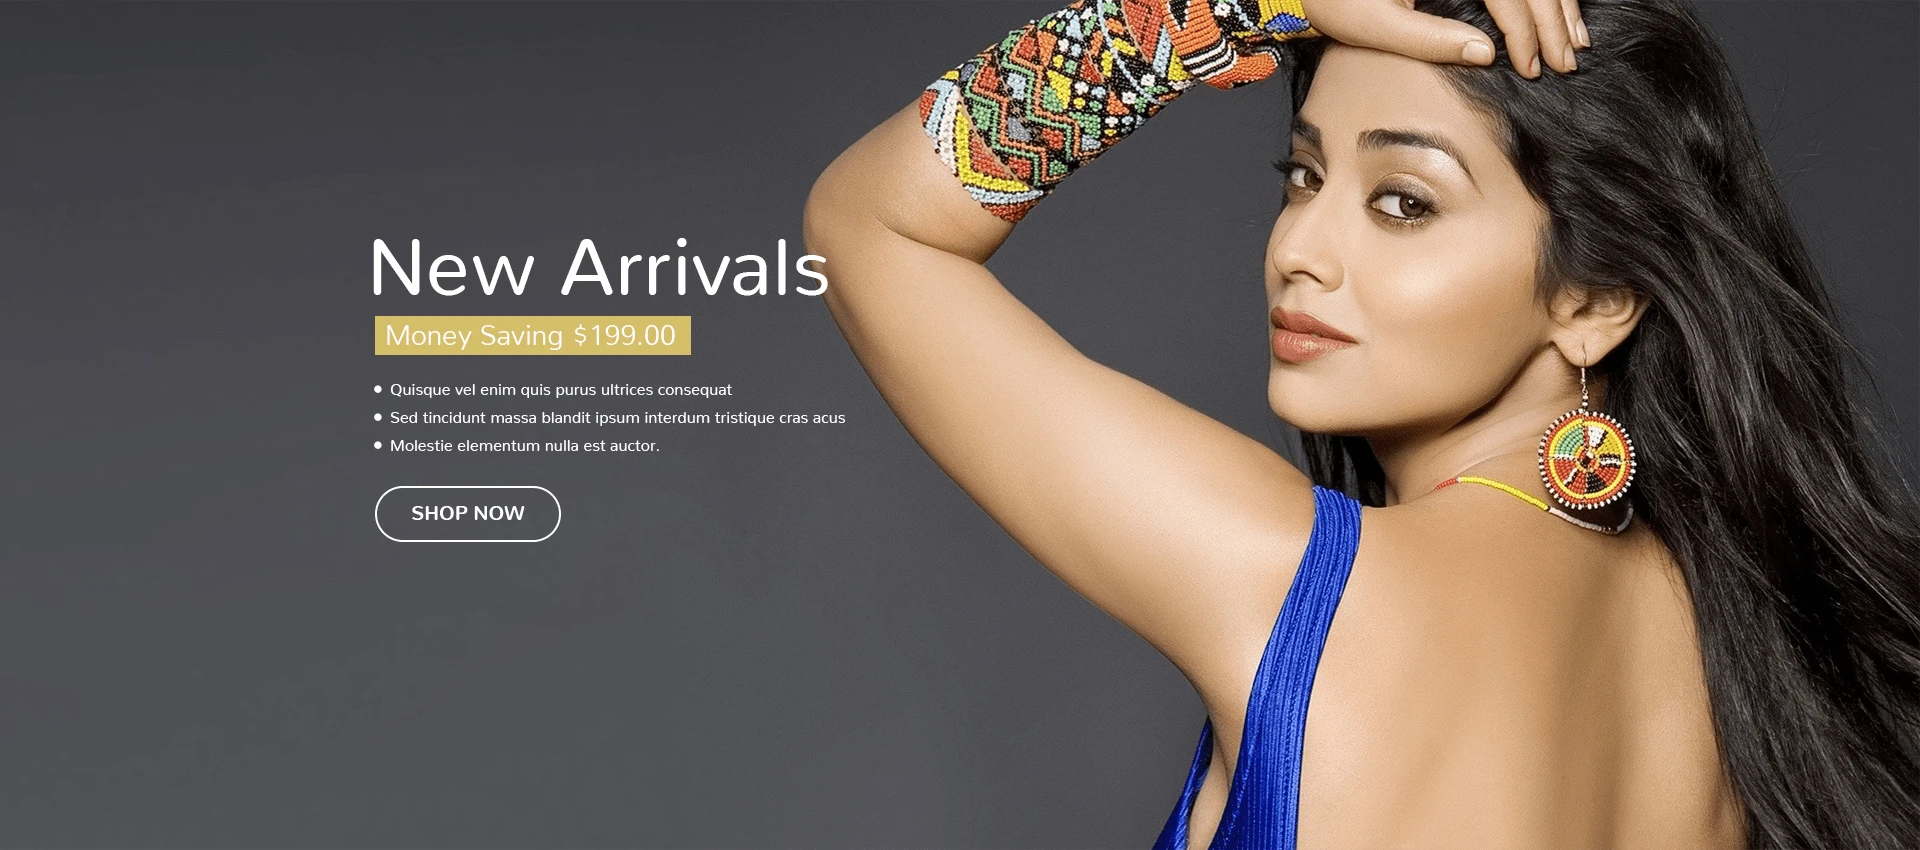 New Arrivals
Money Saving $199.00
Quisque vel enim quis purus ultrices consequat
Sed tincidunt massa blandit ipsum interdum tristique cras acus
Molestie elementum nulla est auctor.
SHOP NOW